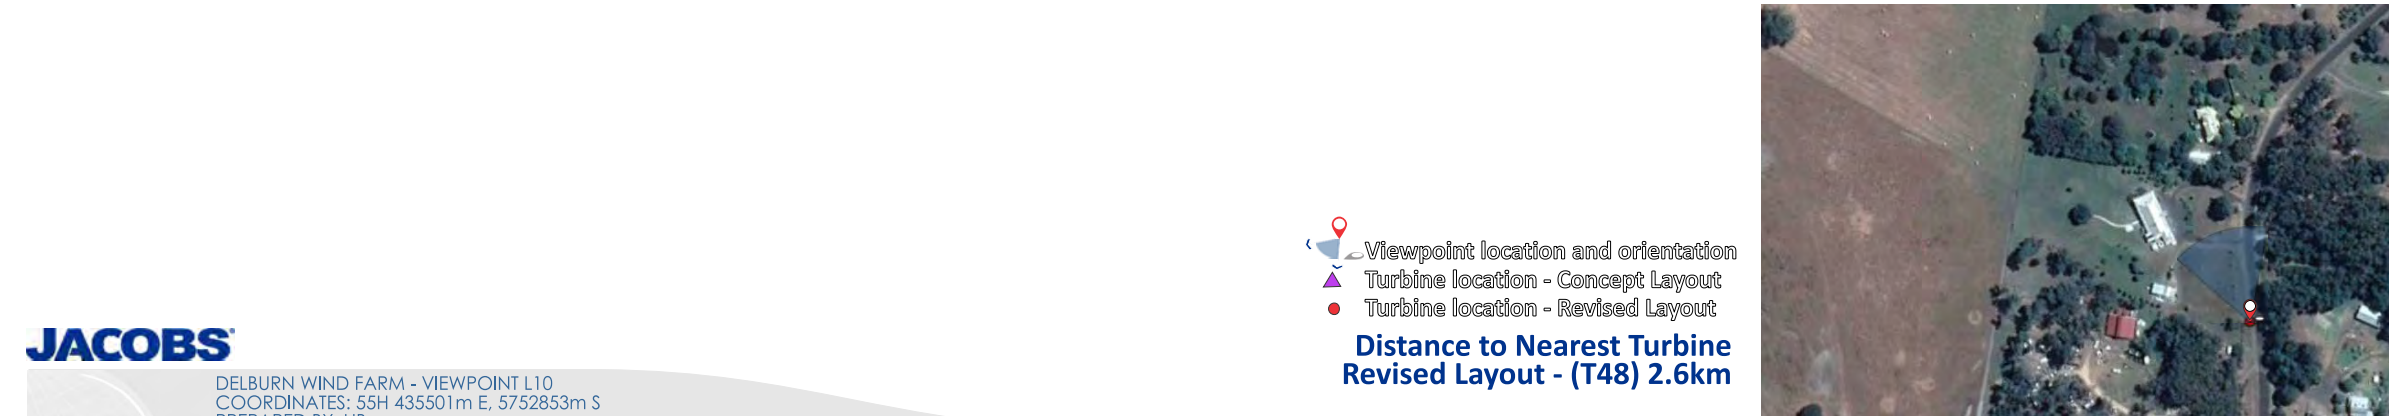 Viewpoint location and orientation
Turbine location - Concept Layout
Turbine location - Revised Layout
Distance to Nearest Turbine
Revised Layout - (T48) 2.6km
JACOBS
DELBURN WIND FARM - VIEWPOINT L10
COORDINATES: 55H 435501m E, 5752853m S